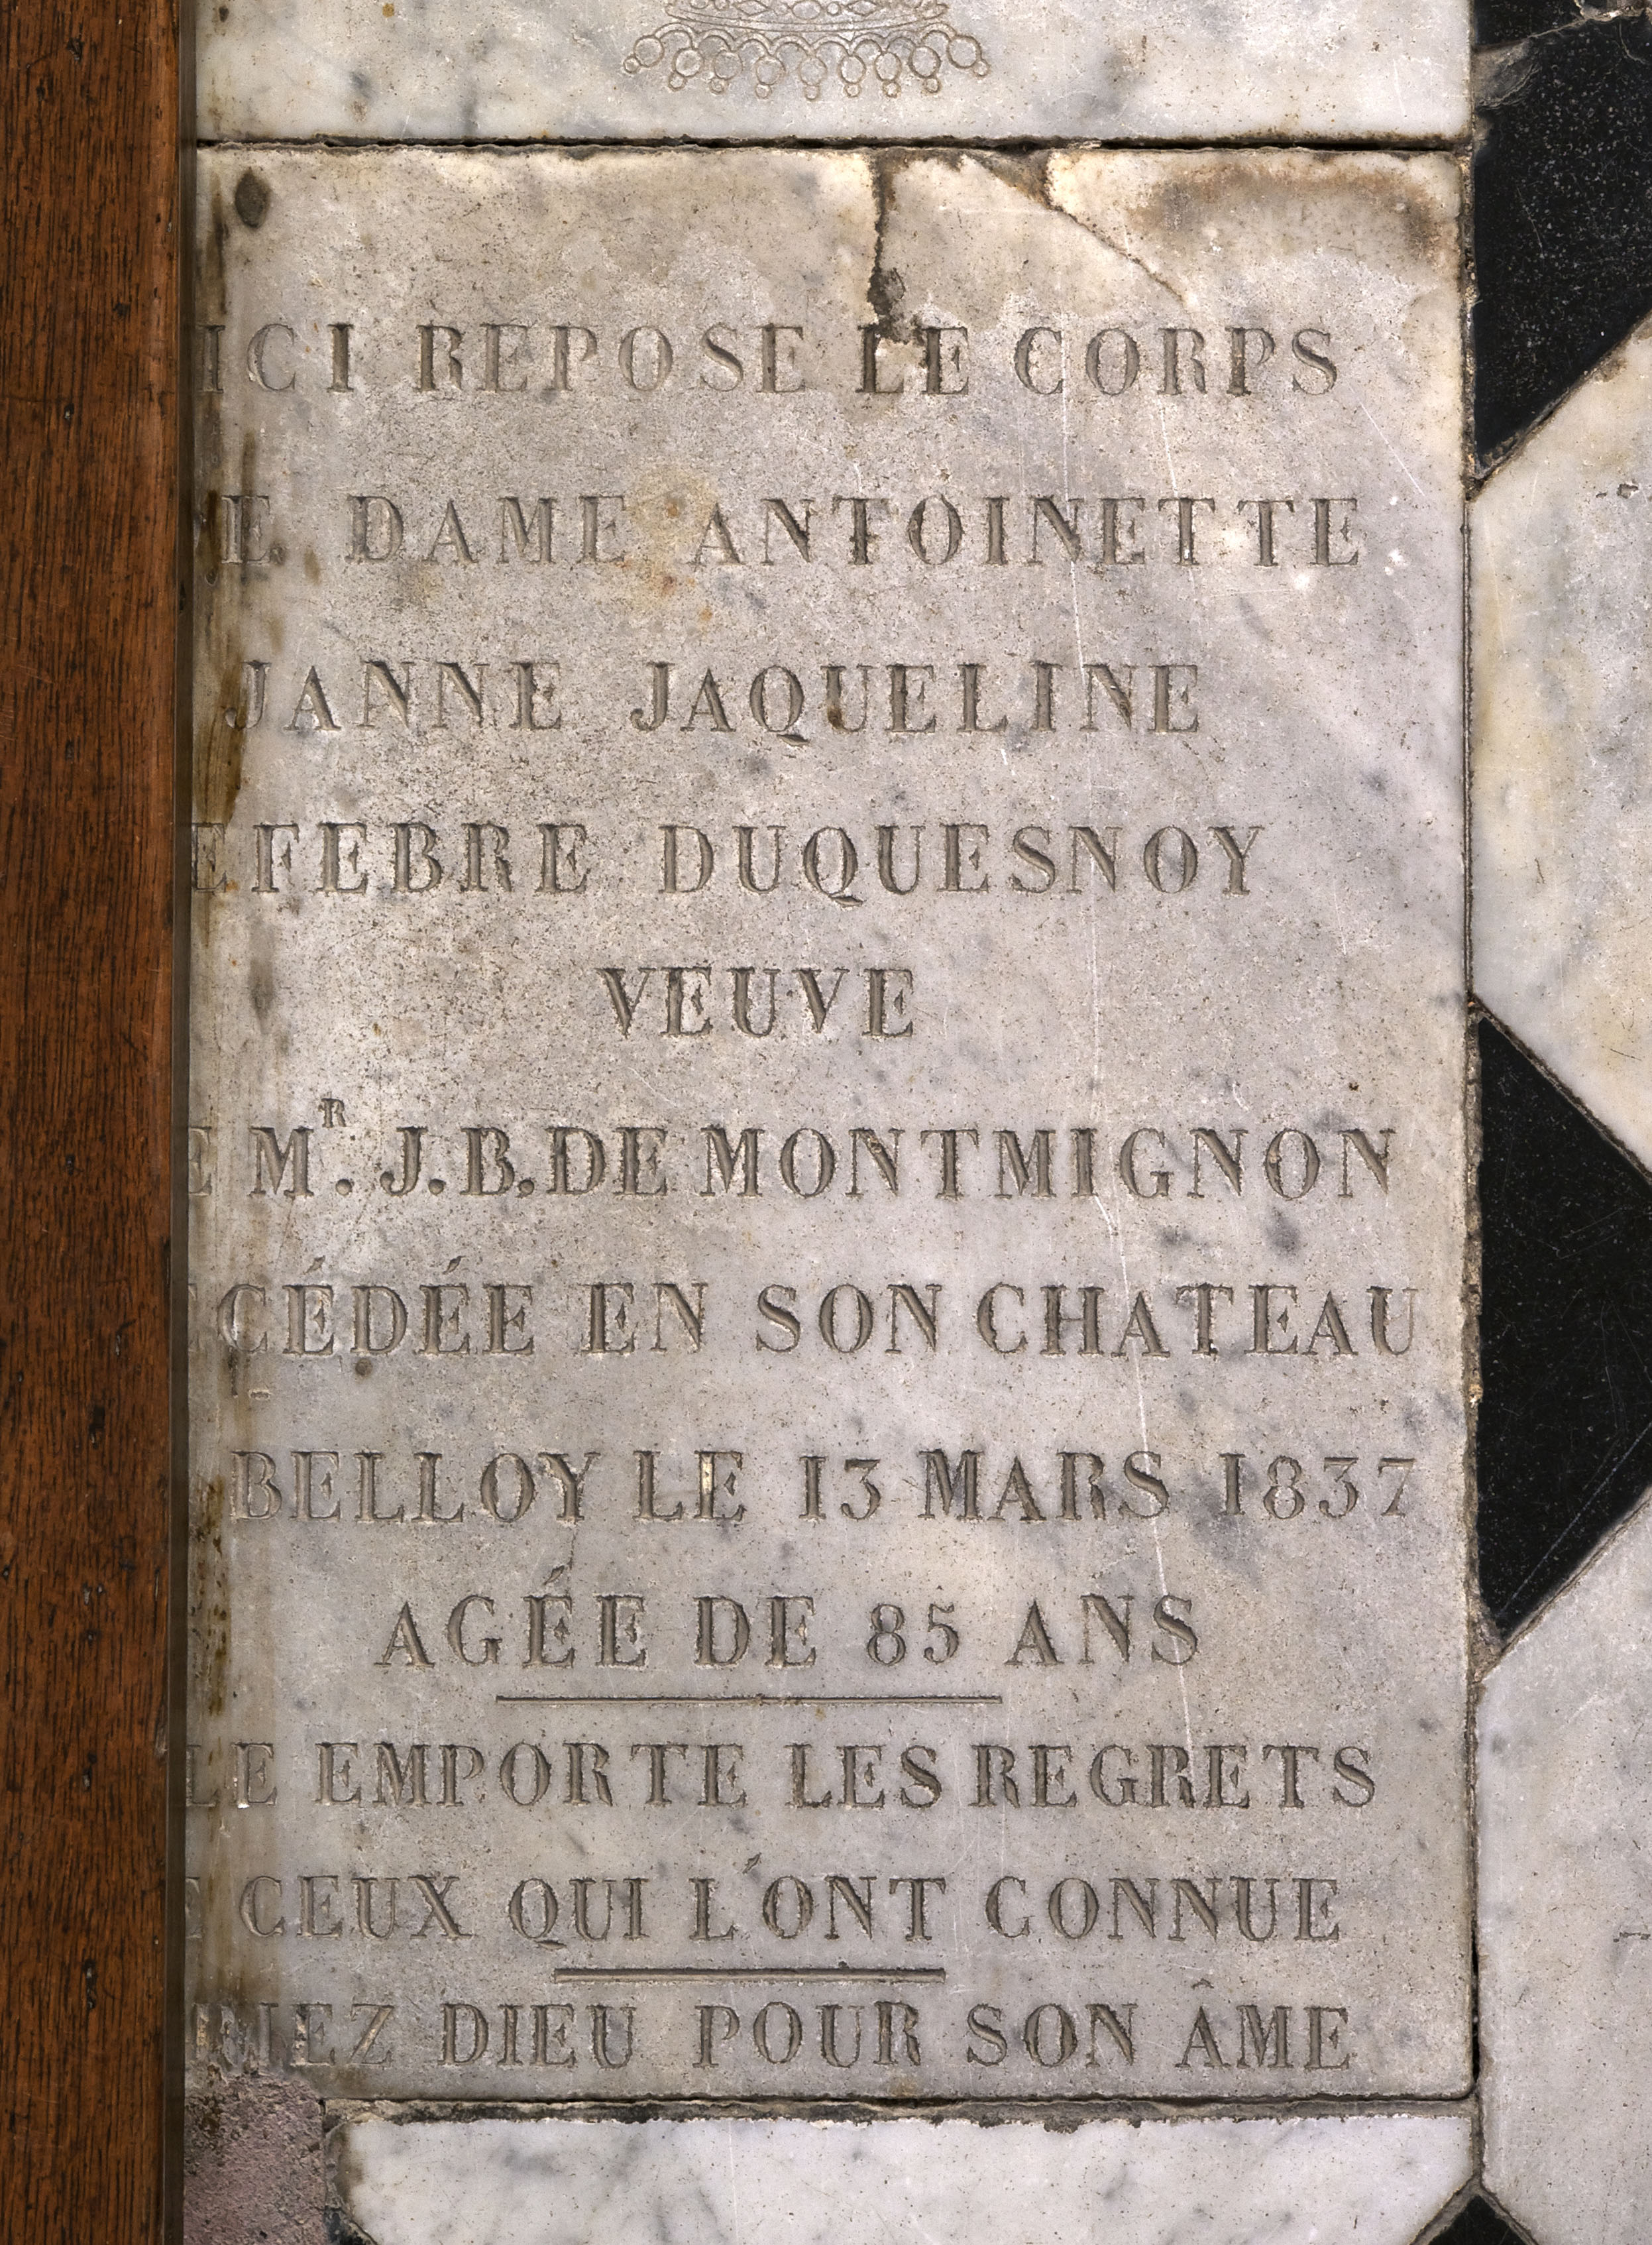 ICI REPOSE LE CORPS
E DAME ANTOINETTE
JANNE JAQUELINE
EFEBRE DUQUESNOY
VEUVE
E MR. J.B. DE MONTMIGNON
CÉDÉE EN SON CHATEAU
BELLOY LE 13 MARS 1837
AGÉE DE 85 ANS
LE EMPORTE LES REGRETS
E CEUX QUI L'ONT CONNUE
IEZ DIEU POUR SON ÂME